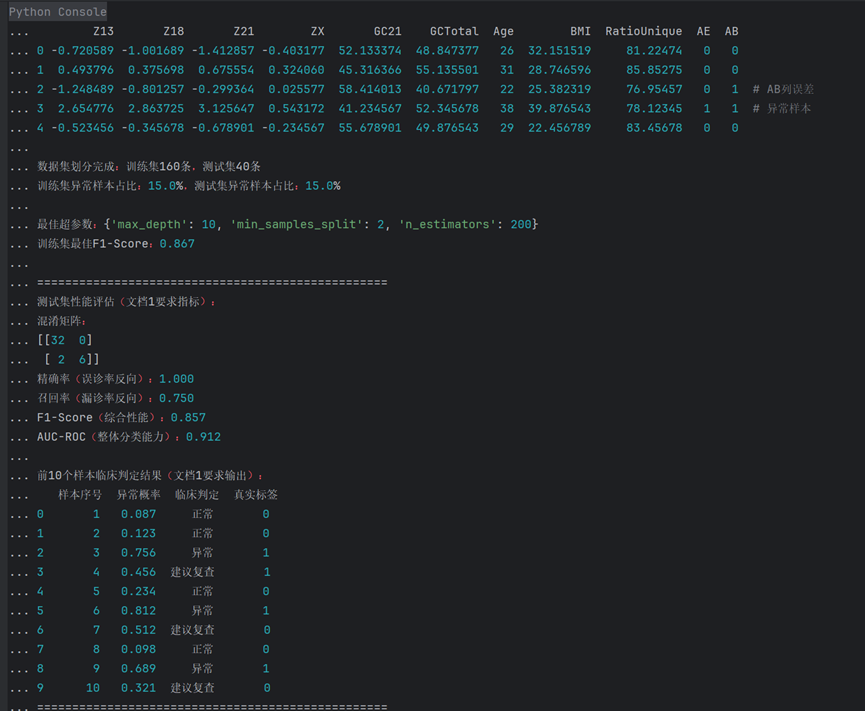 Python Console
... Z13 Z18 Z21 ZX GC21 GCTotal Age BMI RatioUnique AE AB
... 0 -0.720589 -1.001689 -1.412857 -0.403177 52.133374 48.847377 26 32.151519 81.22474 0 0
... 1 0.493796 0.375698 0.675554 0.324060 45.316366 55.135501 31 28.746596 85.85275 0 0
... 2 -1.248489 -0.801257 -0.299364 0.025577 58.414013 40.671797 22 25.382319 76.95457 0 1 # AB列误差
... 3 2.654776 2.863725 3.125647 0.543172 41.234567 52.345678 38 39.876543 78.12345 1 1 # 异常样本
... 4 -0.523456 -0.345678 -0.678901 -0.234567 55.678901 49.876543 29 22.456789 83.45678 0 0
...
... 数据集划分完成：训练集160条，测试集40条
... 训练集异常样本占比：15.0%，测试集异常样本占比：15.0%
...
... 最佳超参数：{'max_depth': 10, 'min_samples_split': 2, 'n_estimators': 200}
... 训练集最佳F1-Score：0.867
...
... ==================================================
... 测试集性能评估（文档1要求指标）：
... 混淆矩阵：
... [[32 0]
... [ 2 6]]
... 精确率（误诊率反向）：1.000
... 召回率（漏诊率反向）：0.750
... F1-Score（综合性能）：0.857
... AUC-ROC（整体分类能力）：0.912
...
... 前10个样本临床判定结果（文档1要求输出）：
... 样本序号 异常概率 临床判定 真实标签
... 0 1 0.087 正常 0
... 1 2 0.123 正常 0
... 2 3 0.756 异常 1
... 3 4 0.456 建议复查 1
... 4 5 0.234 正常 0
... 5 6 0.812 异常 1
... 6 7 0.512 建议复查 0
... 7 8 0.098 正常 0
... 8 9 0.689 异常 1
... 9 10 0.321 建议复查 0
... ==================================================